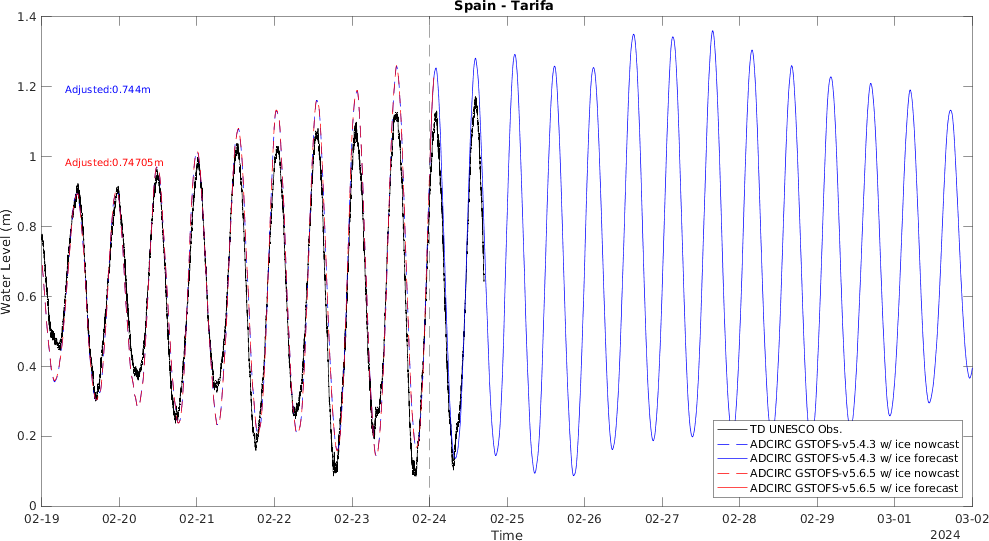 Spain - Tarifa
1.4
1.2
1
0.8
0.6
0.4
0.2
0
Water Level (m)
Adjusted:0.744m
Adjusted:0.74705m
TD UNESCO Obs.
ADCIRC GSTOFS-v5.4.3 w/ ice nowcast
ADCIRC GSTOFS-v5.4.3 w/ ice forecast
ADCIRC GSTOFS-v5.6.5 w/ ice nowcast
ADCIRC GSTOFS-v5.6.5 w/ ice forecast
02-19 02-20 02-21 02-22 02-23 02-24 02-25 02-26 02-27 02-28 02-29 03-01 03-02
Time
2024